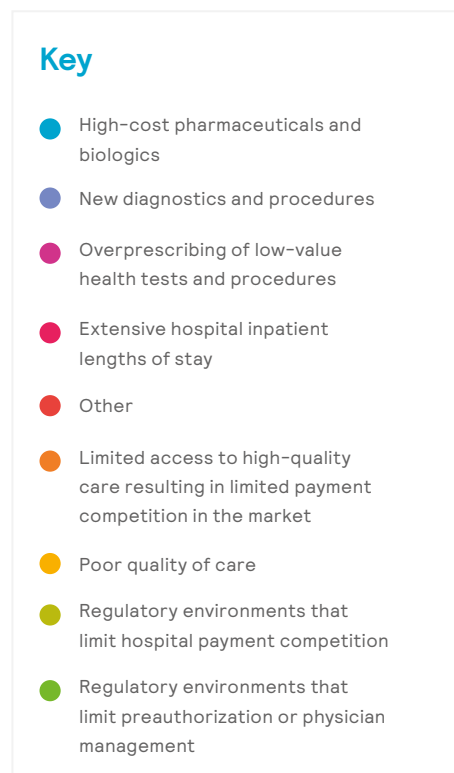 Key
High-cost pharmaceuticals and
biologics
New diagnostics and procedures
Overprescribing of low-value
health tests and procedures
Extensive hospital inpatient
lengths of stay
Other
Limited access to high-quality
care resulting in limited payment
competition in the market
Poor quality of care
Regulatory environments that
limit hospital payment competition
Regulatory environments that
limit preauthorization or physician
management